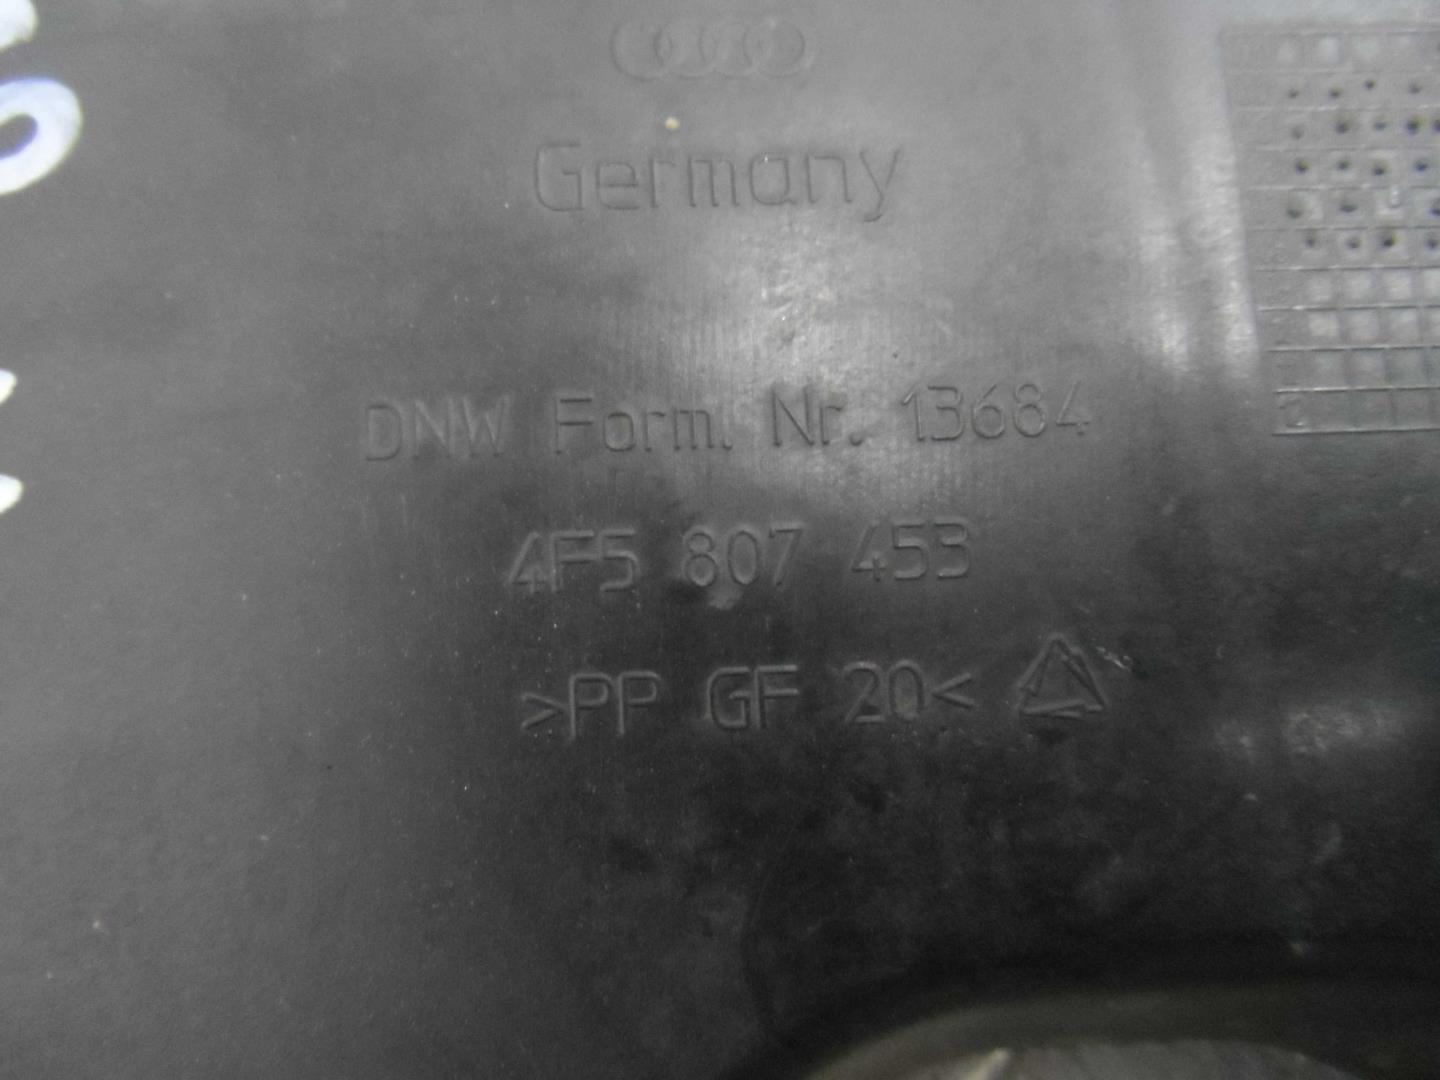 Germany
DNW Form. Nr. 13684
4F5 807 453
>PP GF 20<